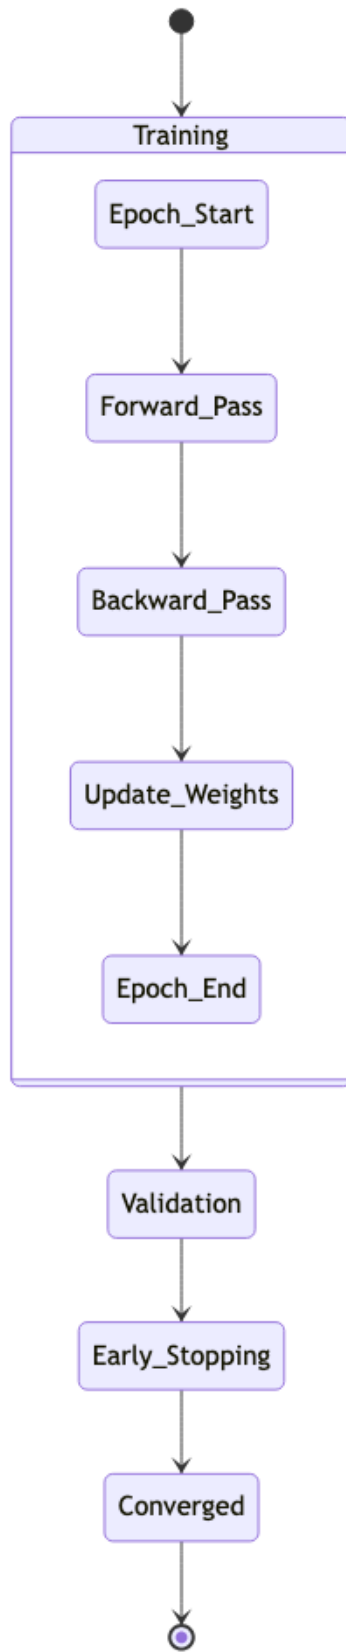 Training
Epoch_Start
Forward_Pass
Backward_Pass
Update_Weights
Epoch_End
Validation
Early_Stopping
Converged